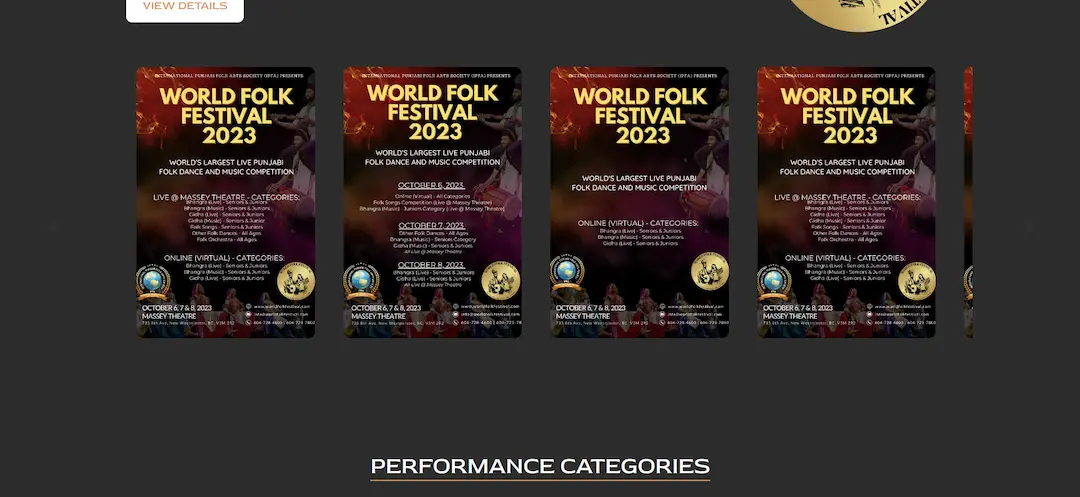 VIEW DETAILS
INTERNATIONAL PUNJABI FOLK ARTS SOCIETY (IPFA) PRESENTS
WORLD FOLK
FESTIVAL
2023
WORLD'S LARGEST LIVE PUNJABI
FOLK DANCE AND MUSIC COMPETITION
LIVE @ MASSEY THEATRE - CATEGORIES:
Bhangra (Live) - Seniors & Juniors
Bhangra (Music) - Seniors & Juniors
Gidha (Live) - Seniors & Juniors
Gidha (Music) - Seniors & Junior
Folk Songs - Seniors & Juniors
Other Folk Dances - All Ages
Folk Orchestra - All Ages
ONLINE (VIRTUAL) - CATEGORIES:
Bhangra (Live) - Seniors & Juniors
Bhangra (Music) - Seniors & Juniors
Gidha (Live) - Seniors & Juniors
OCTOBER 6, 7 & 8, 2023
MASSEY THEATRE
735 8th Ave, New Westminster, BC, V3M 2R2
www.worldfolkfestival.com
info@worldfolkfestival.com
604-728-4600 | 604-725-78
INTERNATIONAL PUNJABI FOLK ARTS SOCIETY (IPFA) PRESENTS
WORLD FOLK
FESTIVAL
2023
WORLD'S LARGEST LIVE PUNJABI
FOLK DANCE AND MUSIC COMPETITION
OCTOBER 6, 2023
Online (Virtual) - All Categories
Folk Songs Competition (Live @ Massey Theatre)
Bhangra (Music) - Juniors Category (Live @ Massey Theatre)
OCTOBER 7, 2023
Other Folk Dances - All Ages
Bhangra (Music) - Seniors Category
Gidha (Music) - Seniors & Juniors
All Live @ Massey Theatre
OCTOBER 8, 2023
Bhangra (Live) - Seniors & Juniors
Gidha (Live) - Seniors & Juniors
All Live @ Massey Theatre
OCTOBER 6, 7 & 8, 2023
MASSEY THEATRE
735 8th Ave, New Westminster, BC, V3M 2R2
www.worldfolkfestival.com
info@worldfolkfestival.com
604-728-4600 | 604-725-78
INTERNATIONAL PUNJABI FOLK ARTS SOCIETY (IPFA) PRESENTS
WORLD FOLK
FESTIVAL
2023
WORLD'S LARGEST LIVE PUNJABI
FOLK DANCE AND MUSIC COMPETITION
ONLINE (VIRTUAL) - CATEGORIES:
Bhangra (Live) - Seniors & Juniors
Bhangra (Music) - Seniors & Juniors
Gidha (Live) - Seniors & Juniors
OCTOBER 6, 7 & 8, 2023
MASSEY THEATRE
735 8th Ave, New Westminster, BC, V3M 2R2
www.worldfolkfestival.com
info@worldfolkfestival.com
604-728-4600 | 604-725-7860
INTERNATIONAL PUNJABI FOLK ARTS SOCIETY (IPFA) PRESENTS
WORLD FOLK
FESTIVAL
2023
WORLD'S LARGEST LIVE PUNJABI
FOLK DANCE AND MUSIC COMPETITION
LIVE @ MASSEY THEATRE - CATEGORIES:
Bhangra (Live) - Seniors & Juniors
Bhangra (Music) - Seniors & Juniors
Gidha (Live) - Seniors & Juniors
Gidha (Music) - Seniors & Junior
Folk Songs - Seniors & Juniors
Other Folk Dances - All Ages
Folk Orchestra - All Ages
ONLINE (VIRTUAL) - CATEGORIES:
Bhangra (Live) - Seniors & Juniors
Bhangra (Music) - Seniors & Juniors
Gidha (Live) - Seniors & Juniors
OCTOBER 6, 7 & 8, 2023
MASSEY THEATRE
735 8th Ave, New Westminster, BC, V3M 2R2
www.worldfolkfestival.com
info@worldfolkfestival.com
604-728-4600 | 604-725-7860
PERFORMANCE CATEGORIES